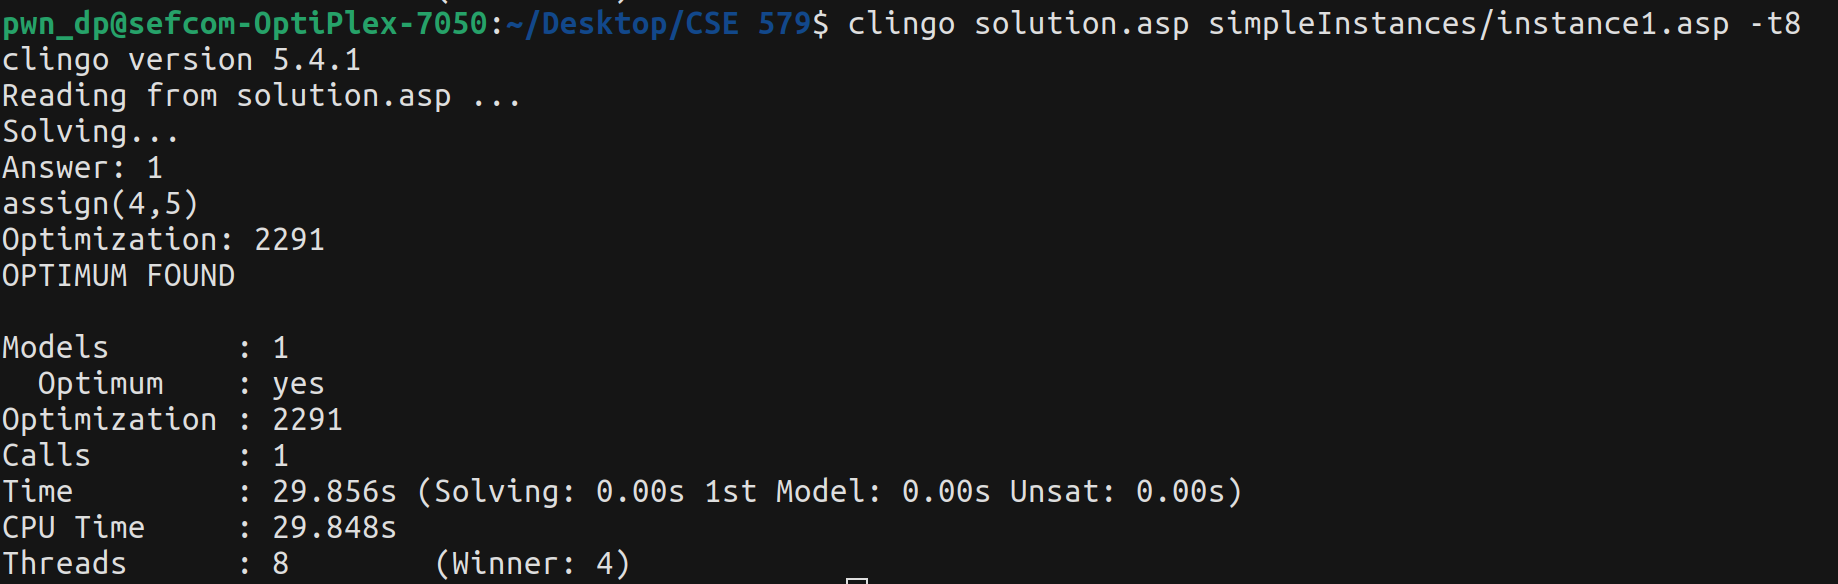 pwn_dp@sefcom-OptiPlex-7050:~/Desktop/CSE 579$ clingo solution.asp simpleInstances/instance1.asp -t8
clingo version 5.4.1
Reading from solution.asp ...
Solving...
Answer: 1
assign(4,5)
Optimization: 2291
OPTIMUM FOUND

Models       : 1
  Optimum    : yes
Optimization : 2291
Calls        : 1
Time         : 29.856s (Solving: 0.00s 1st Model: 0.00s Unsat: 0.00s)
CPU Time     : 29.848s
Threads      : 8        (Winner: 4)